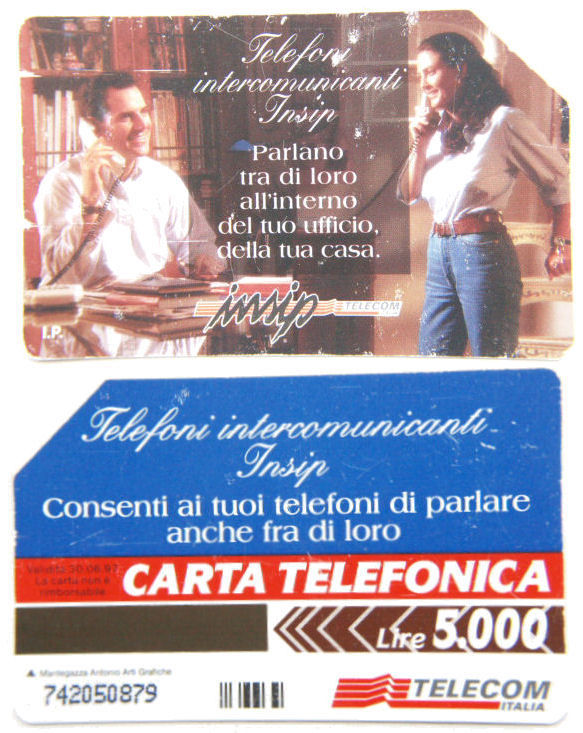 Telefoni
intercomunicanti
Insip
Parlano
tra di loro
all'interno
del tuo ufficio,
della tua casa.
insip TELECOM
I.P.
Telefoni intercomunicanti
Insip
Consenti ai tuoi telefoni di parlare
anche fra di loro
Validità 30.06.97
La carta non è
rimborsabile
CARTA TELEFONICA
Lire 5.000
Mantegazza Antonio Arti Grafiche
742050879
TELECOM
ITALIA